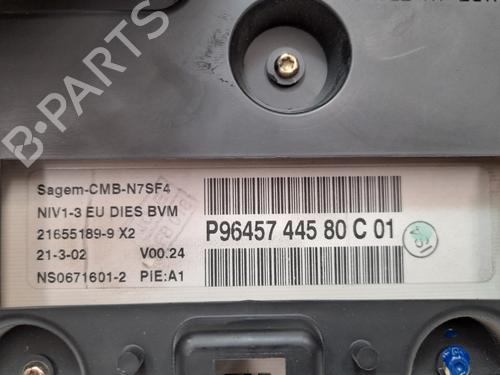 B-PARTS
Sagem-CMB-N7SF4
NIV1-3 EU DIES BVM
21655189-9 X2
21-3-02 V00.24
NS0671601-2 PIE:A1
P96457 445 80 C 01